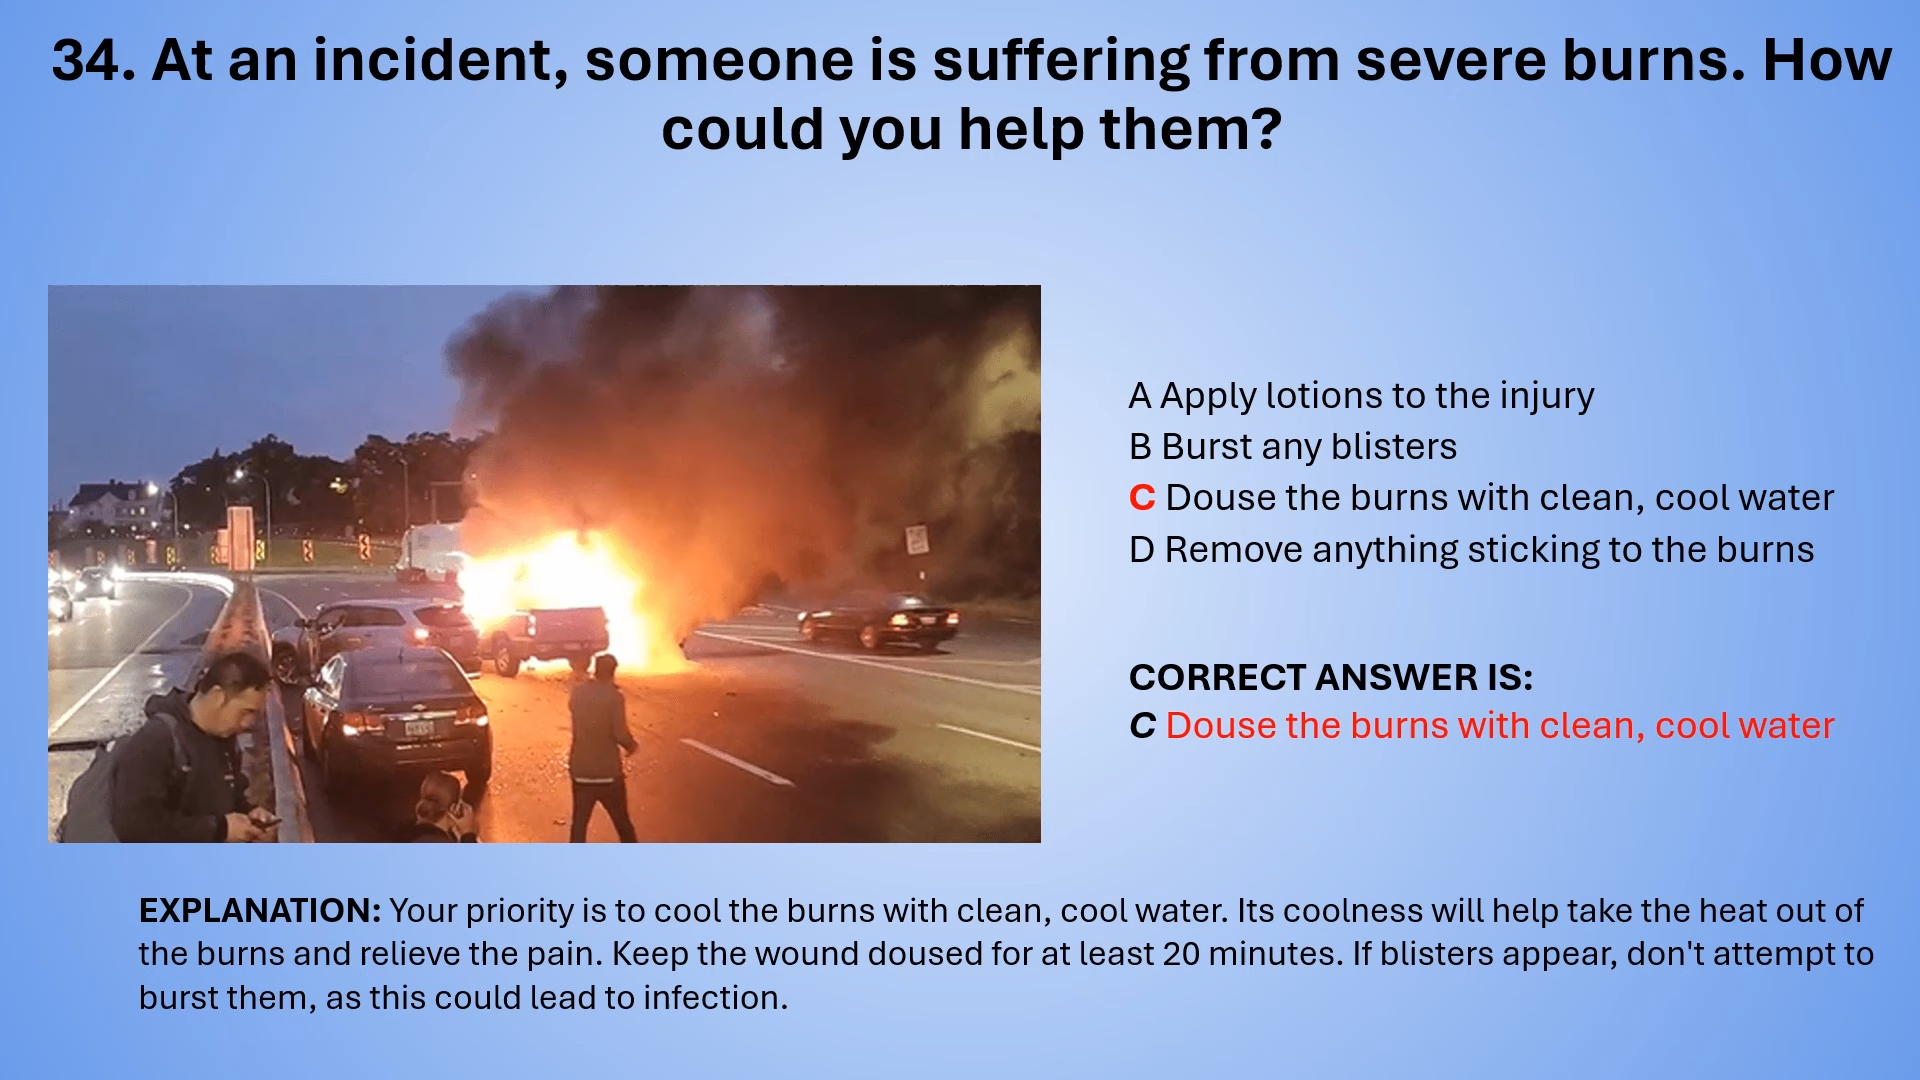 34. At an incident, someone is suffering from severe burns. How
could you help them?
A Apply lotions to the injury
B Burst any blisters
C Douse the burns with clean, cool water
D Remove anything sticking to the burns
CORRECT ANSWER IS:
C Douse the burns with clean, cool water
EXPLANATION: Your priority is to cool the burns with clean, cool water. Its coolness will help take the heat out of
the burns and relieve the pain. Keep the wound doused for at least 20 minutes. If blisters appear, don't attempt to
burst them, as this could lead to infection.